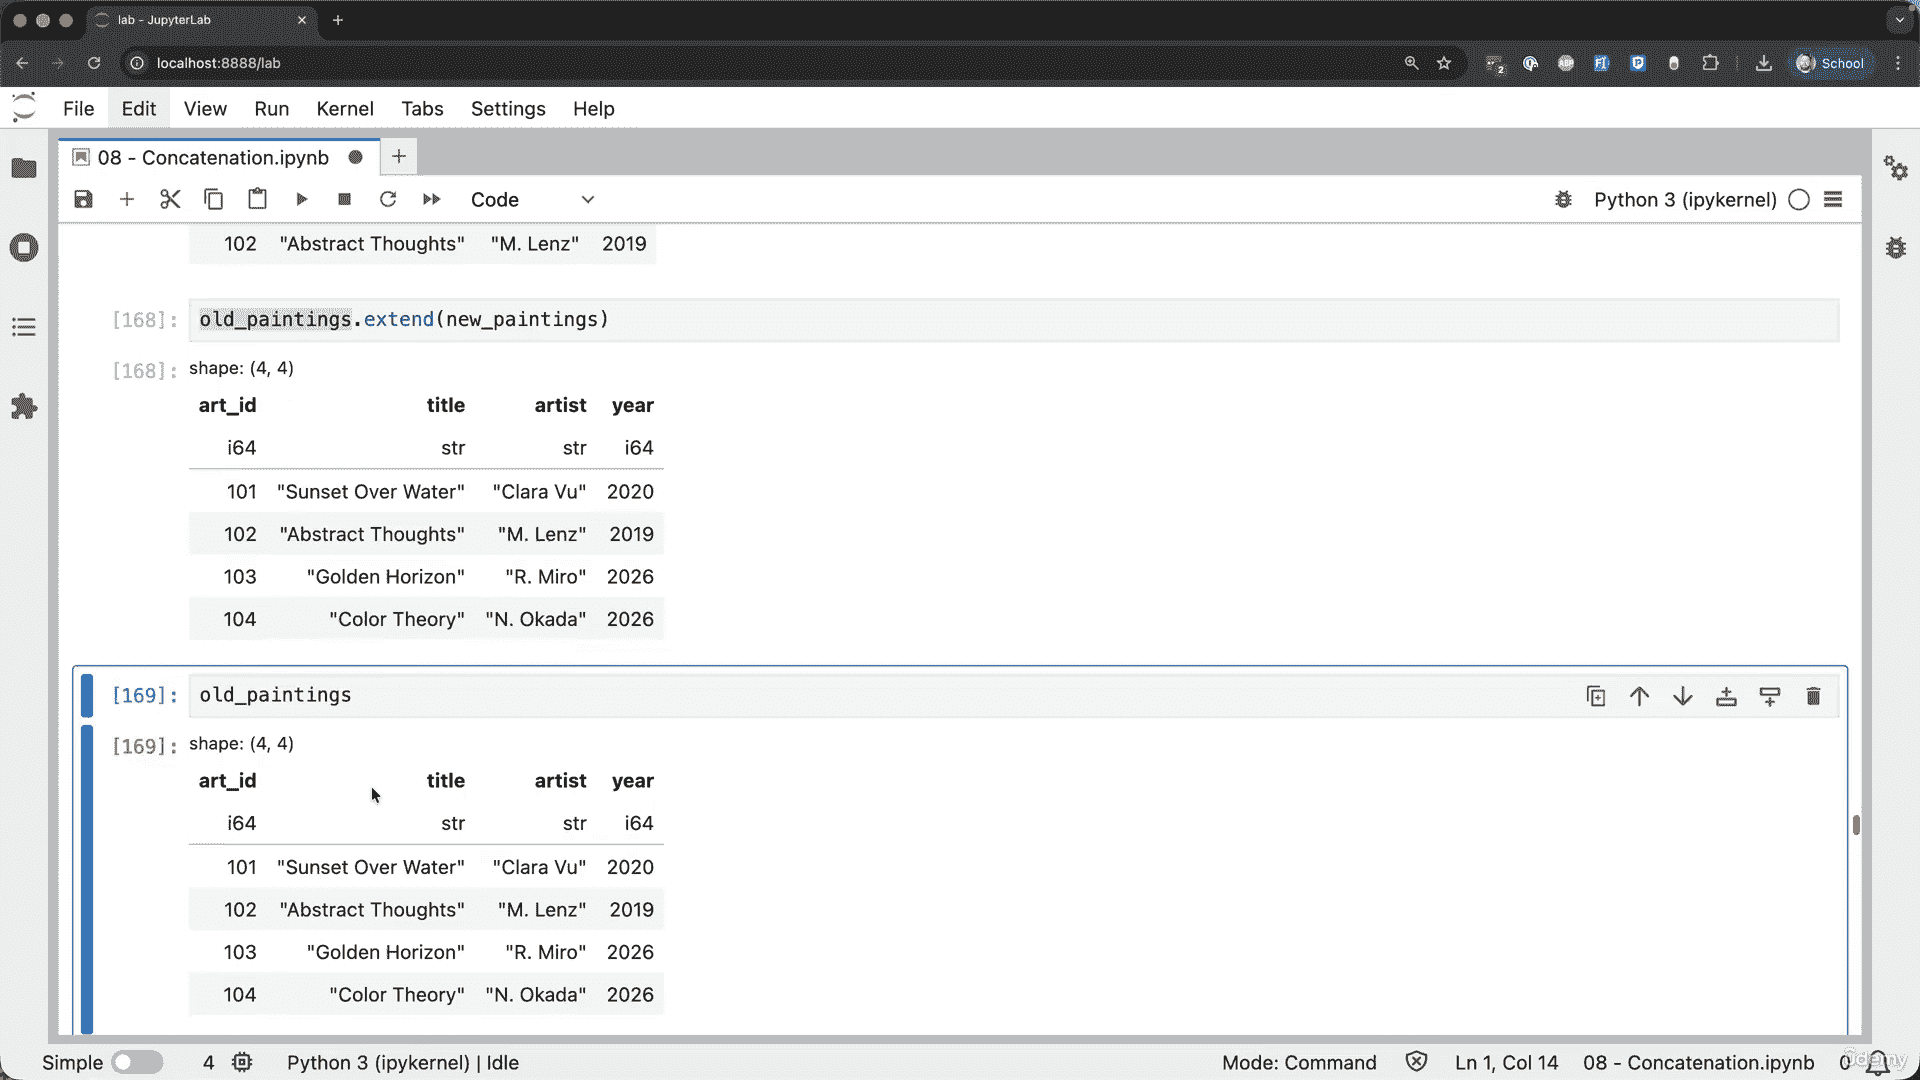 lab - JupyterLab
localhost:8888/lab
2
ABP
School
File Edit View Run Kernel Tabs Settings Help
08 - Concatenation.ipynb
Code
Python 3 (ipykernel)
102 "Abstract Thoughts" "M. Lenz" 2019
[168]: old_paintings.extend(new_paintings)
[168]: shape: (4, 4)
art_id title artist year
i64 str str i64
101 "Sunset Over Water" "Clara Vu" 2020
102 "Abstract Thoughts" "M. Lenz" 2019
103 "Golden Horizon" "R. Miro" 2026
104 "Color Theory" "N. Okada" 2026
[169]: old_paintings
[169]: shape: (4, 4)
art_id title artist year
i64 str str i64
101 "Sunset Over Water" "Clara Vu" 2020
102 "Abstract Thoughts" "M. Lenz" 2019
103 "Golden Horizon" "R. Miro" 2026
104 "Color Theory" "N. Okada" 2026
Simple 4 Python 3 (ipykernel) | Idle Mode: Command Ln 1, Col 14 08 - Concatenation.ipynb 0
Udemy